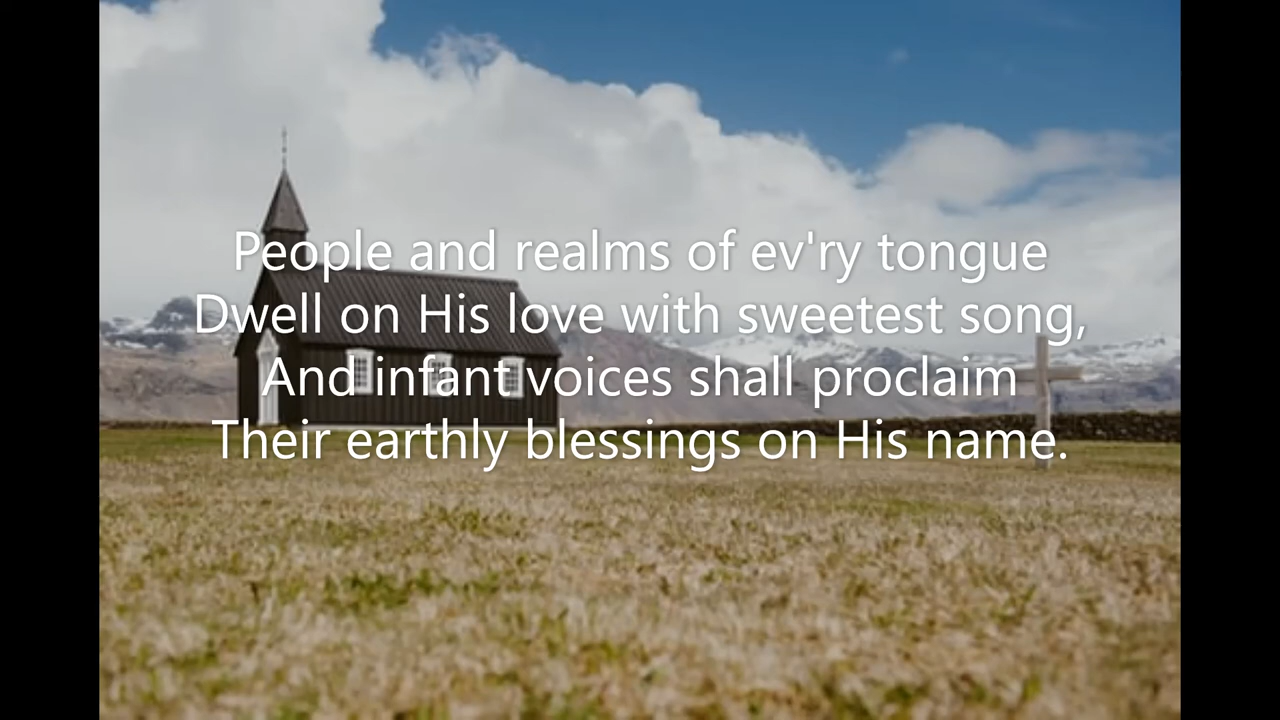 People and realms of ev'ry tongue
Dwell on His love with sweetest song,
And infant voices shall proclaim
Their earthly blessings on His name.